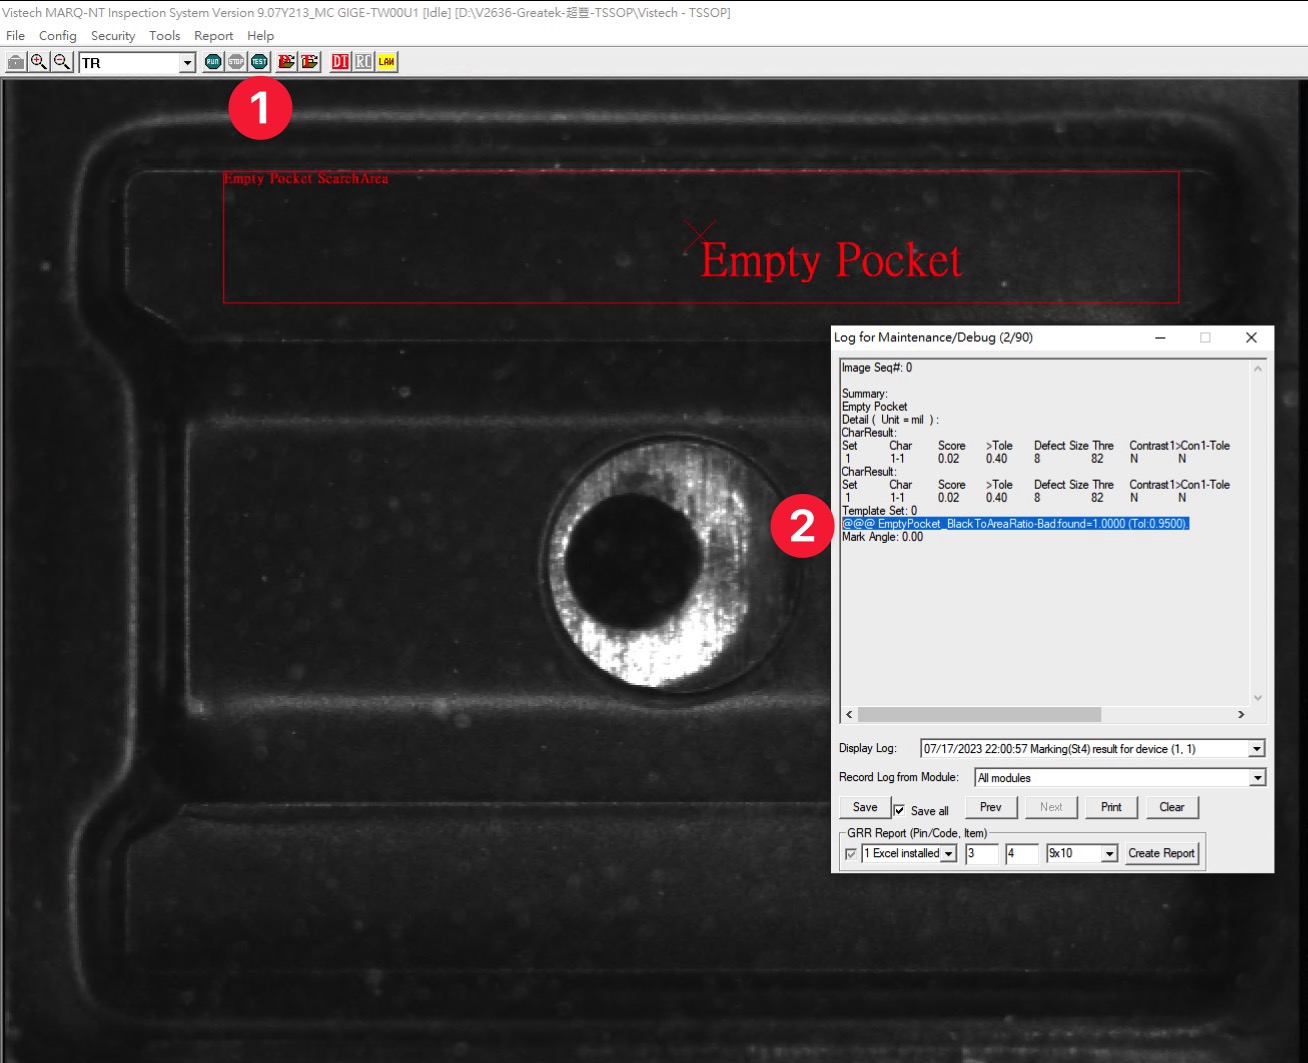 Vistech MARQ-NT Inspection System Version 9.07Y213_MC GIGE-TW00U1 [Idle] [D:\V2636-Greatek-超豐-TSSOP\Vistech - TSSOP]
File Config Security Tools Report Help
TR RUN STOP TEST DT RC LAW
1
Empty Pocket SearchArea
Empty Pocket
Log for Maintenance/Debug (2/90)
Image Seq#: 0
Summary:
Empty Pocket
Detail ( Unit = mil ) :
CharResult:
Set Char Score >Tole Defect Size Thre Contrast1>Con1-Tole
1 1-1 0.02 0.40 8 82 N N
CharResult:
Set Char Score >Tole Defect Size Thre Contrast1>Con1-Tole
1 1-1 0.02 0.40 8 82 N N
Template Set: 0
2
@@@ EmptyPocket_BlackToAreaRatio-Bad:found=1.0000 (Tol:0.9500).
Mark Angle: 0.00
Display Log: 07/17/2023 22:00:57 Marking(St4) result for device (1, 1)
Record Log from Module: All modules
Save Save all Prev Next Print Clear
GRR Report (Pin/Code, Item)
1 Excel installed 3 4 9x10 Create Report